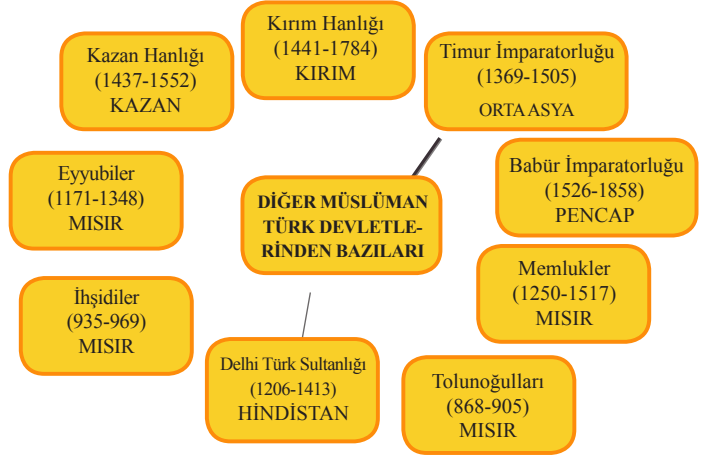 Kırım Hanlığı
(1441-1784)
KIRIM
Kazan Hanlığı
(1437-1552)
KAZAN
Timur İmparatorluğu
(1369-1505)
ORTA ASYA
Eyyubiler
(1171-1348)
MISIR
DİĞER MÜSLÜMAN
TÜRK DEVLETLE-
RİNDEN BAZILARI
Babür İmparatorluğu
(1526-1858)
PENCAP
İhşidiler
(935-969)
MISIR
Memlukler
(1250-1517)
MISIR
Delhi Türk Sultanlığı
(1206-1413)
HİNDİSTAN
Tolunoğulları
(868-905)
MISIR